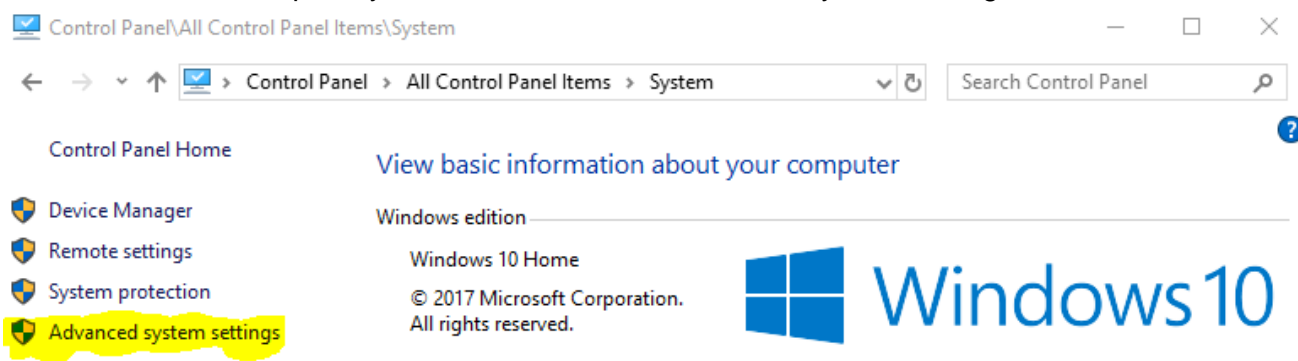 Control Panel\All Control Panel Items\System
Control Panel > All Control Panel Items > System
Search Control Panel
?
Control Panel Home
View basic information about your computer
Device Manager
Windows edition
Remote settings
Windows 10 Home
System protection
© 2017 Microsoft Corporation.
All rights reserved.
Advanced system settings
Windows 10